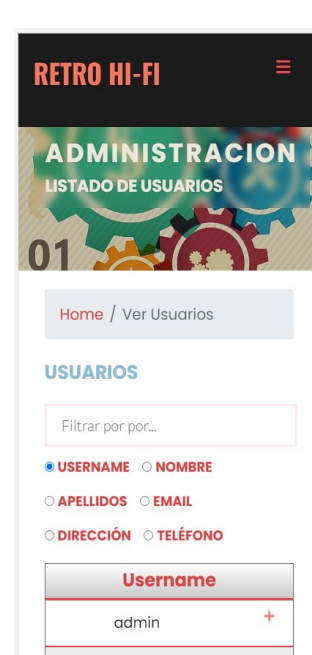 RETRO HI-FI
ADMINISTRACION
LISTADO DE USUARIOS
01
Home / Ver Usuarios
USUARIOS
Filtrar por por...
USERNAME NOMBRE
APELLIDOS EMAIL
DIRECCIÓN TELÉFONO
Username
admin +